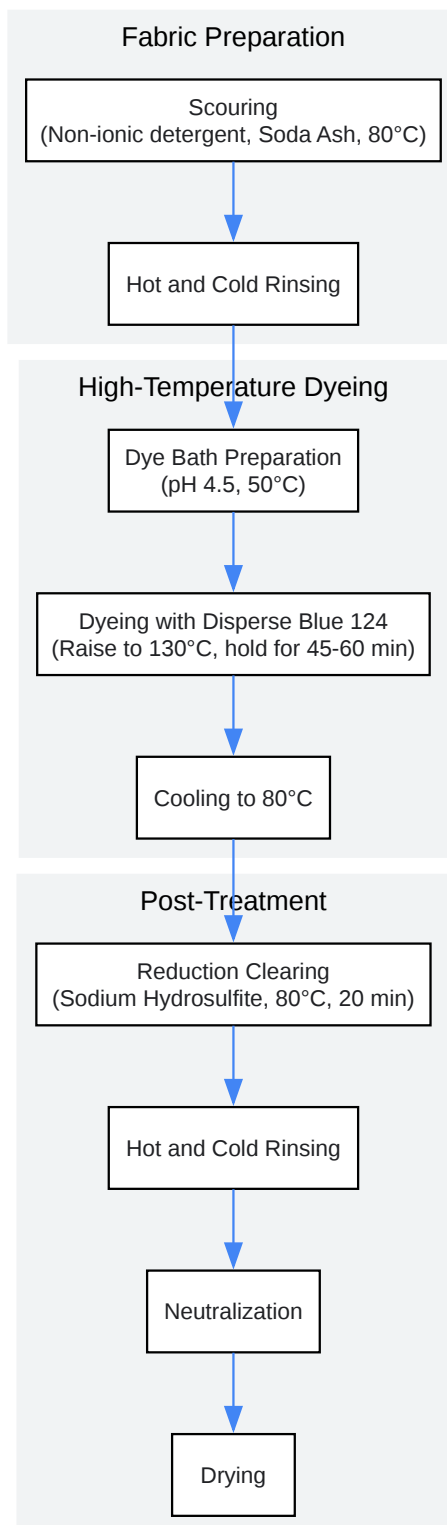 Fabric Preparation
Scouring
(Non-ionic detergent, Soda Ash, 80°C)
Hot and Cold Rinsing
High-Temperature Dyeing
Dye Bath Preparation
(pH 4.5, 50°C)
Dyeing with Disperse Blue 124
(Raise to 130°C, hold for 45-60 min)
Cooling to 80°C
Post-Treatment
Reduction Clearing
(Sodium Hydrosulfite, 80°C, 20 min)
Hot and Cold Rinsing
Neutralization
Drying